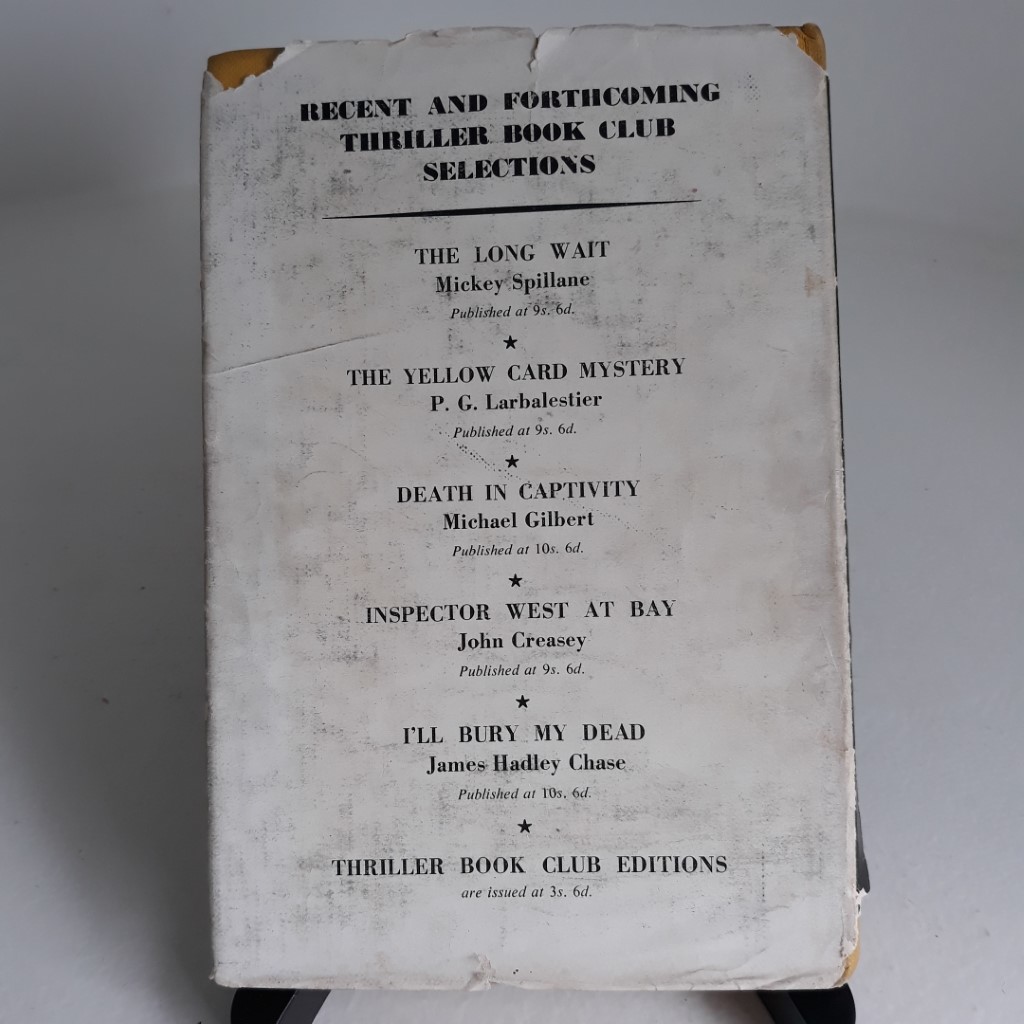 RECENT AND FORTHCOMING
THRILLER BOOK CLUB
SELECTIONS
THE LONG WAIT
Mickey Spillane
Published at 9s. 6d.
★
THE YELLOW CARD MYSTERY
P. G. Larbalestier
Published at 9s. 6d.
★
DEATH IN CAPTIVITY
Michael Gilbert
Published at 10s. 6d.
★
INSPECTOR WEST AT BAY
John Creasey
Published at 9s. 6d.
★
I'LL BURY MY DEAD
James Hadley Chase
Published at 10s. 6d.
★
THRILLER BOOK CLUB EDITIONS
are issued at 3s. 6d.